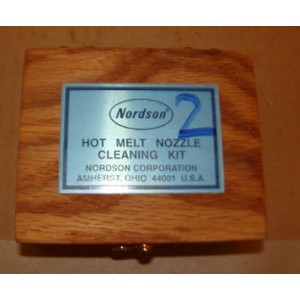 Nordson 2
HOT MELT NOZZLE
CLEANING KIT
NORDSON CORPORATION
AMHERST, OHIO 44001 U.S.A.